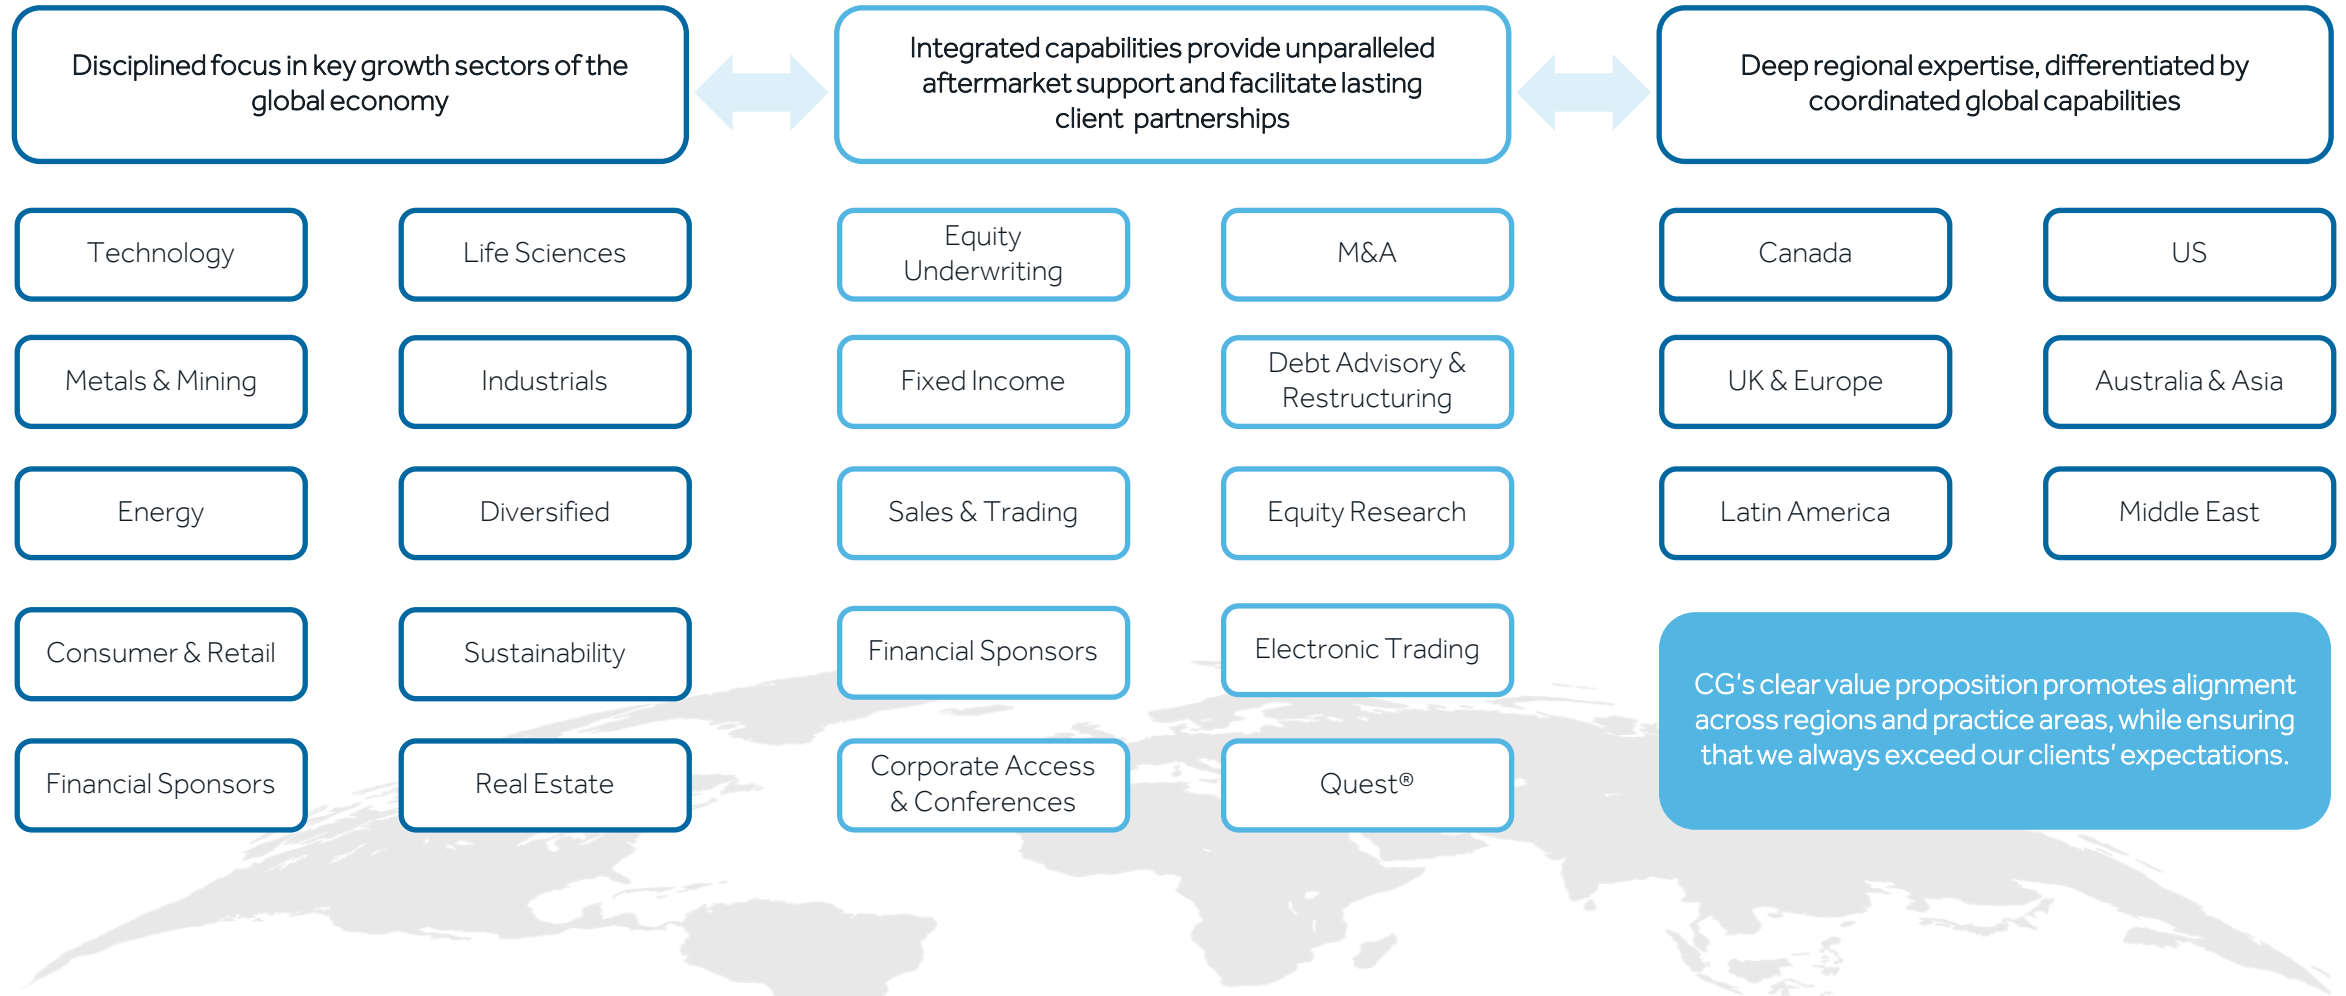 Disciplined focus in key growth sectors of the
global economy
Integrated capabilities provide unparalleled
aftermarket support and facilitate lasting
client partnerships
Deep regional expertise, differentiated by
coordinated global capabilities
Technology
Life Sciences
Metals & Mining
Industrials
Energy
Diversified
Consumer & Retail
Sustainability
Financial Sponsors
Real Estate
Equity
Underwriting
M&A
Fixed Income
Debt Advisory &
Restructuring
Sales & Trading
Equity Research
Financial Sponsors
Electronic Trading
Corporate Access
& Conferences
Quest®
Canada
US
UK & Europe
Australia & Asia
Latin America
Middle East
CG's clear value proposition promotes alignment
across regions and practice areas, while ensuring
that we always exceed our clients' expectations.